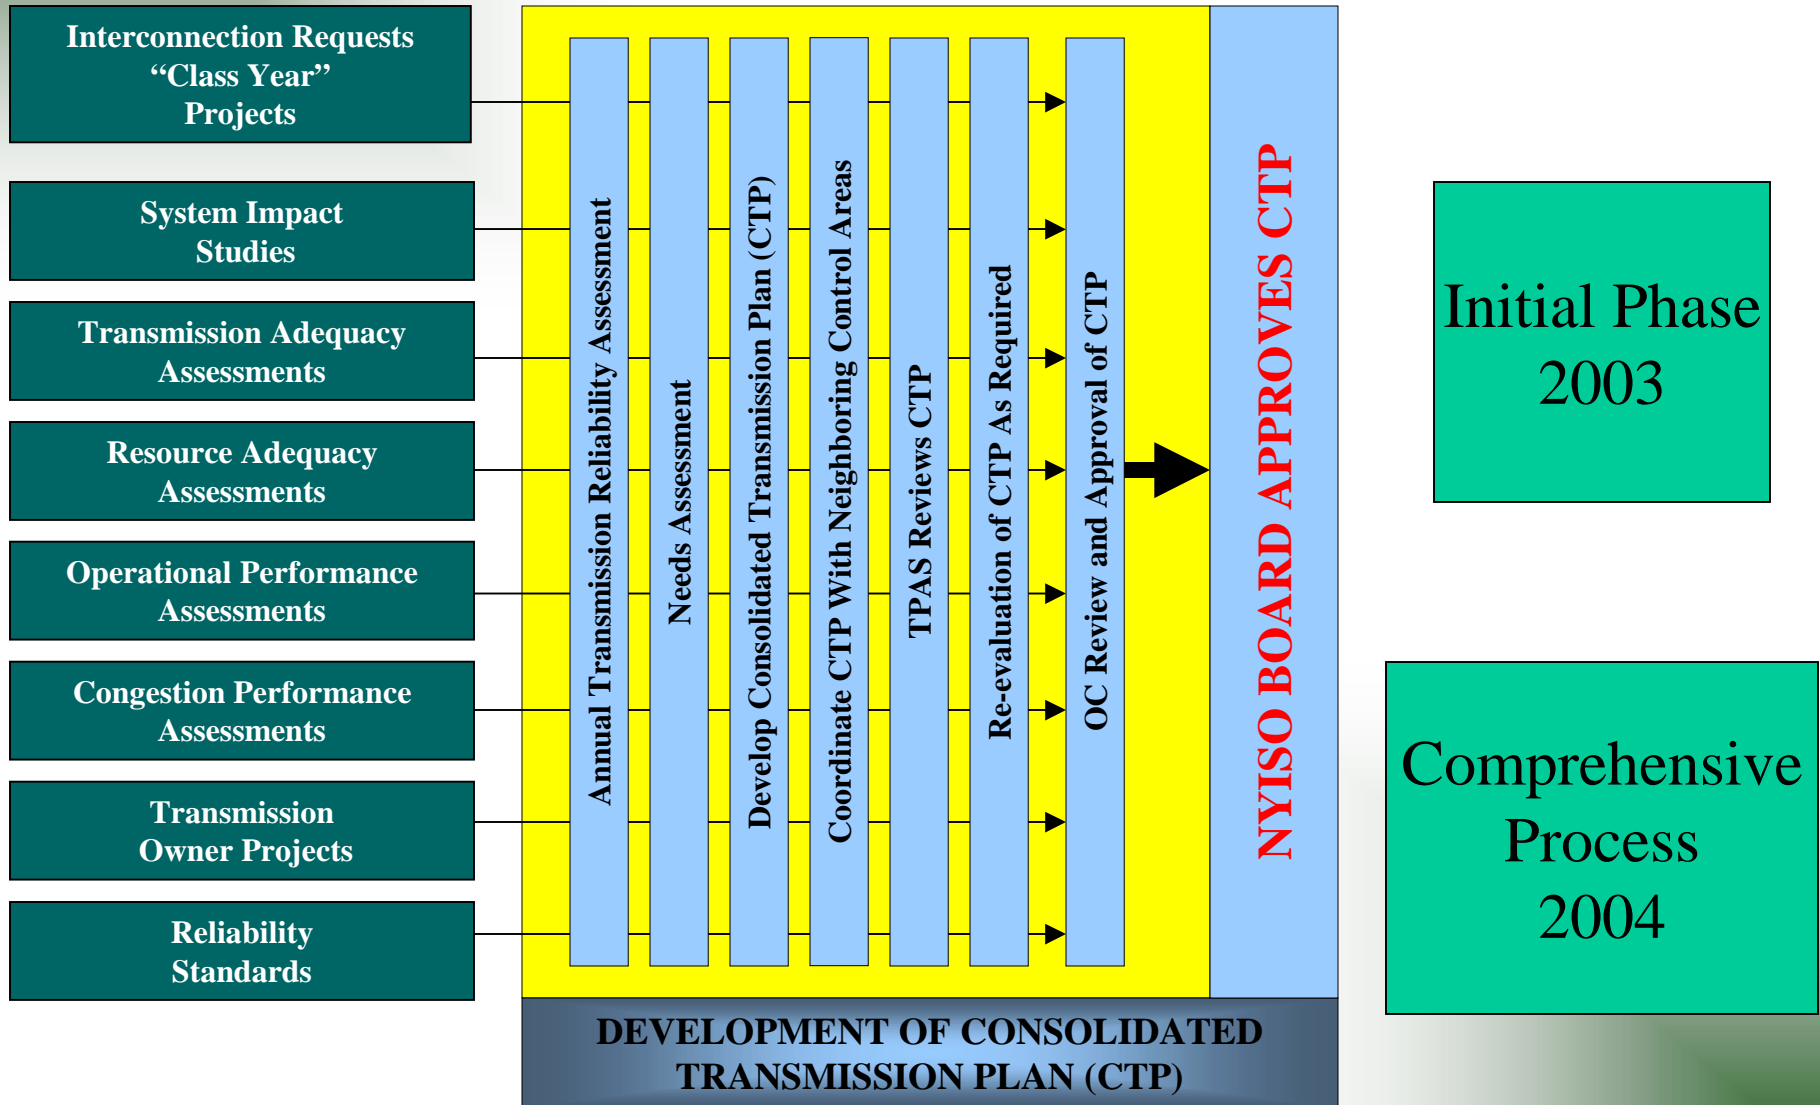 Interconnection Requests
“Class Year”
Projects
System Impact
Studies
Transmission Adequacy
Assessments
Resource Adequacy
Assessments
Operational Performance
Assessments
Congestion Performance
Assessments
Transmission
Owner Projects
Reliability
Standards
Annual Transmission Reliability Assessment
Needs Assessment
Develop Consolidated Transmission Plan (CTP)
Coordinate CTP With Neighboring Control Areas
TPAS Reviews CTP
Re-evaluation of CTP As Required
OC Review and Approval of CTP
NYISO BOARD APPROVES CTP
DEVELOPMENT OF CONSOLIDATED
TRANSMISSION PLAN (CTP)
Initial Phase
2003
Comprehensive
Process
2004